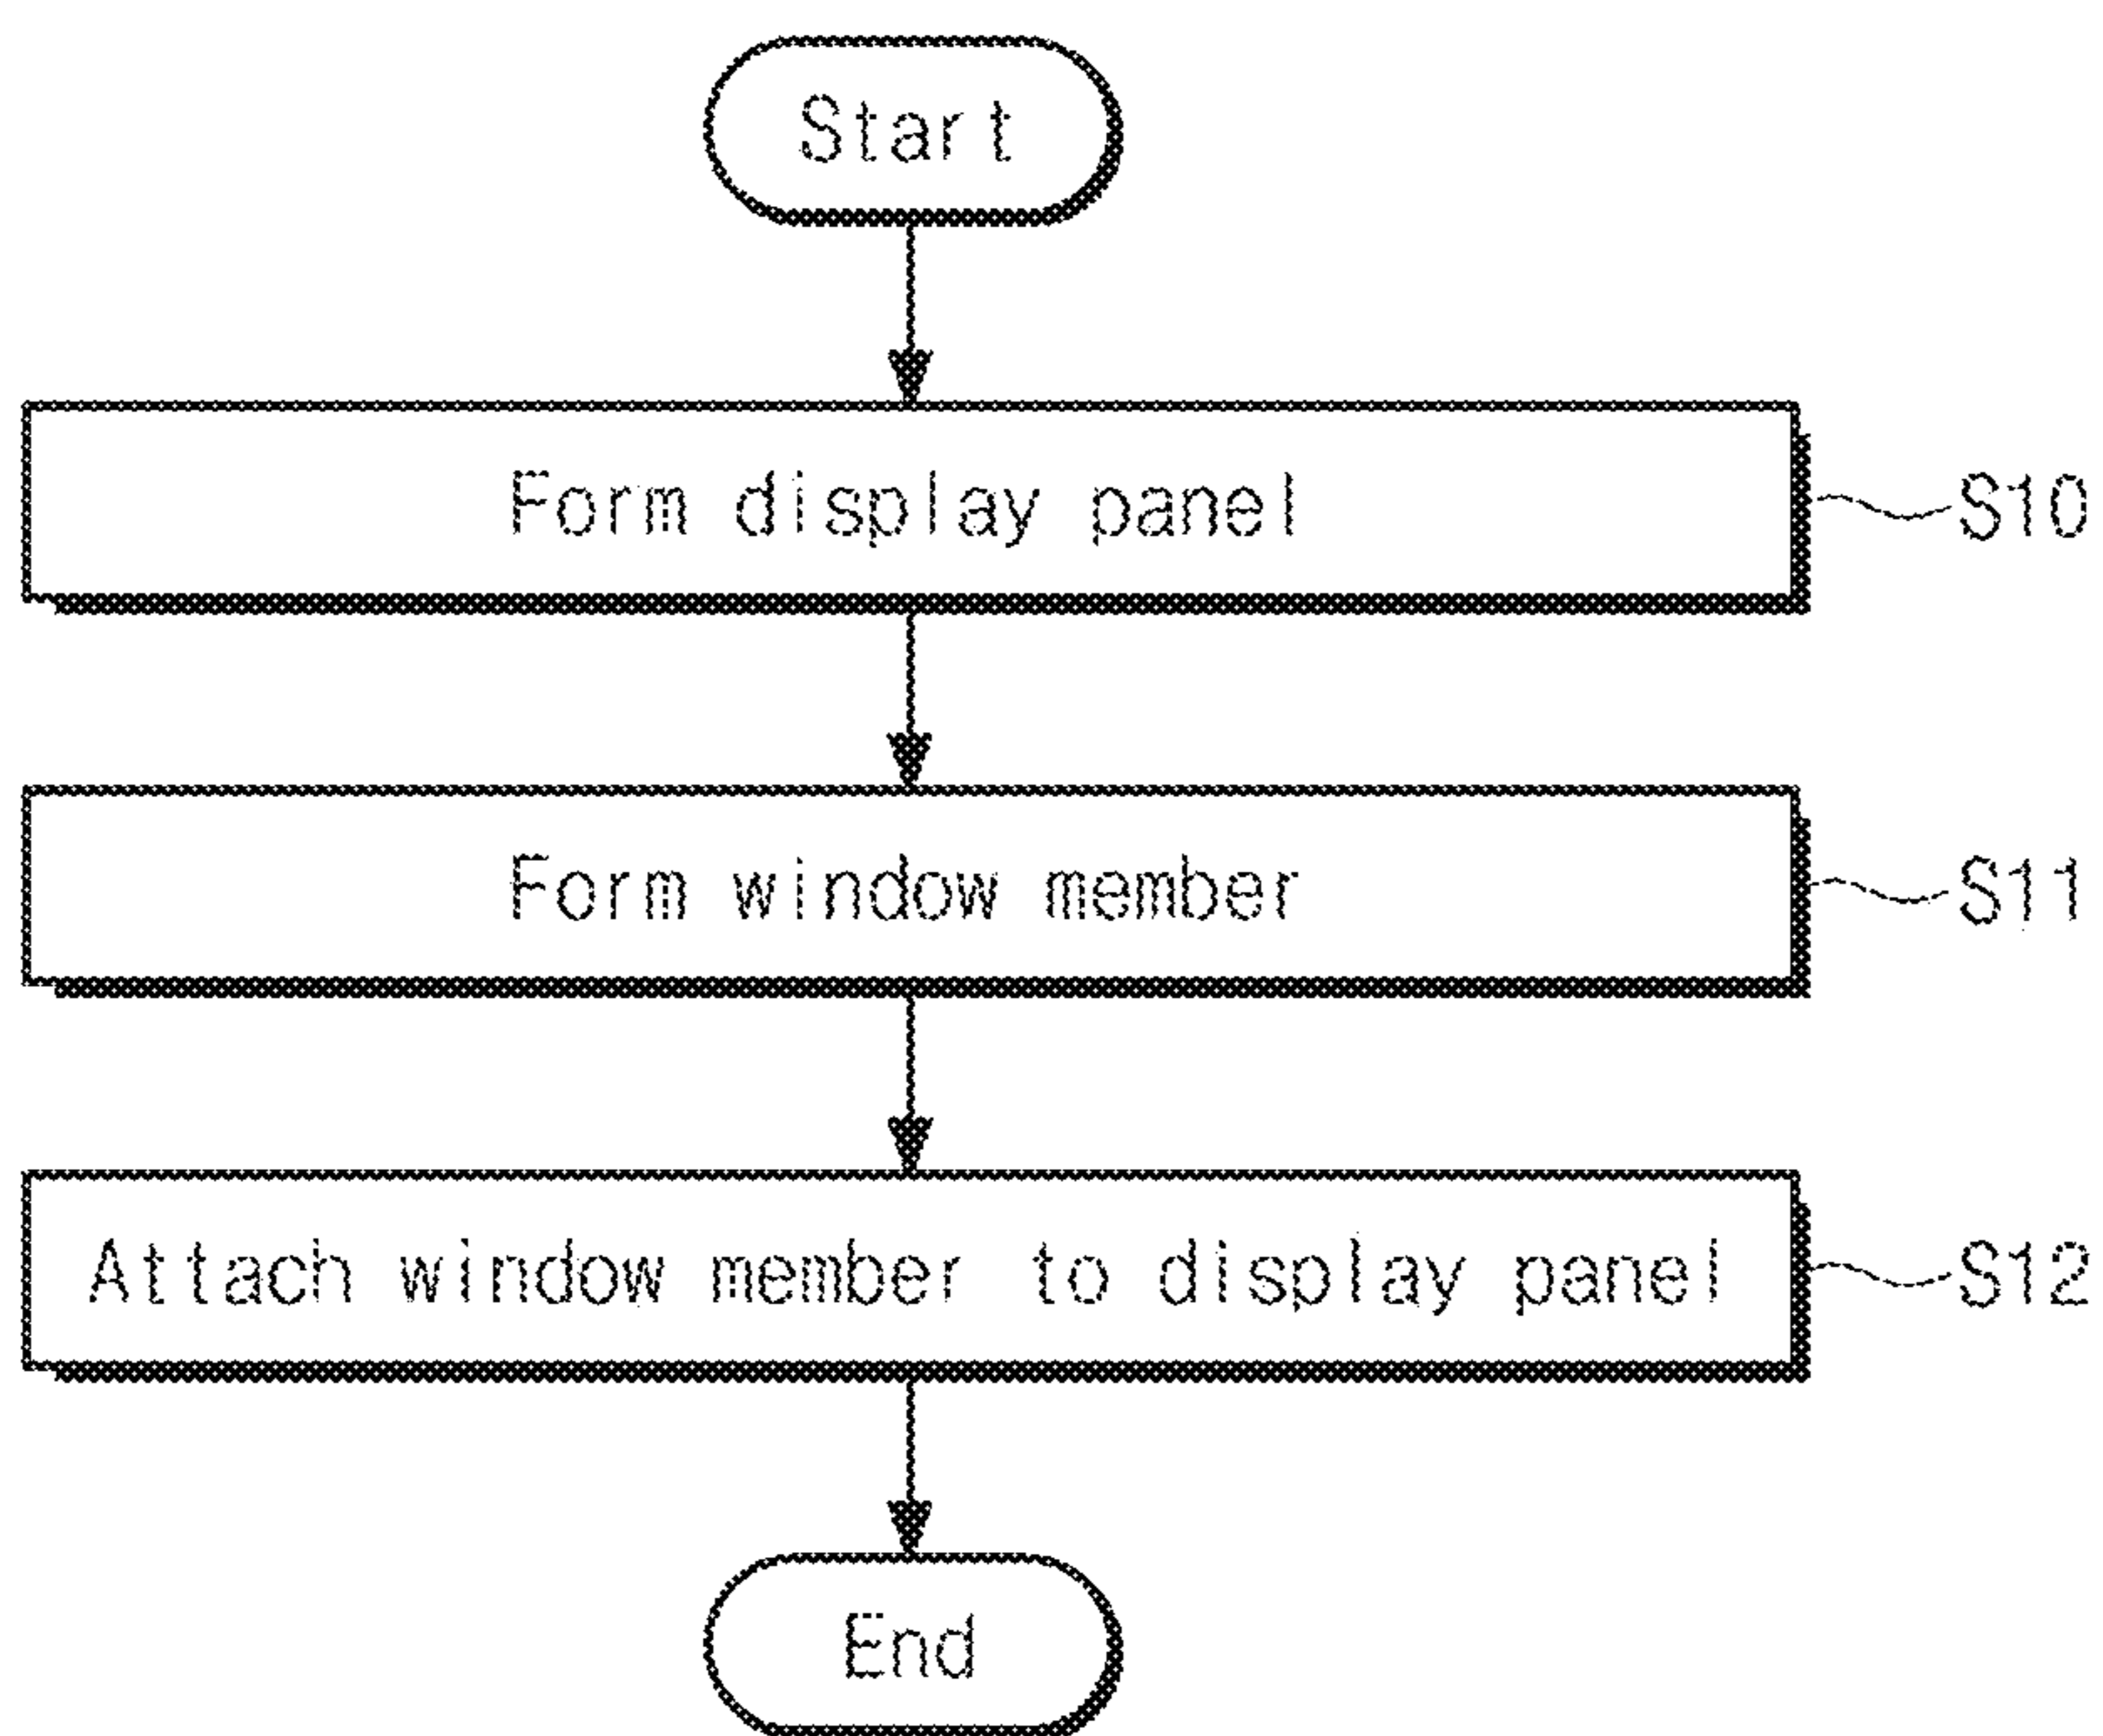 Start
Form display panel
S10
Form window member
S11
Attach window member to display panel
S12
End